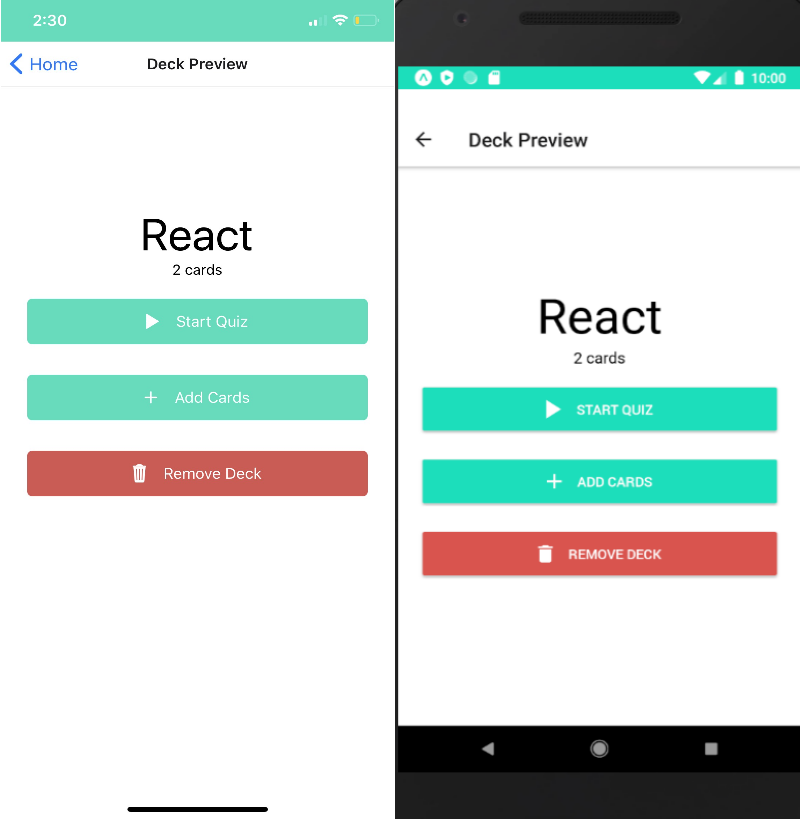 2:30
Home Deck Preview
React
2 cards
Start Quiz
Add Cards
Remove Deck
10:00
Deck Preview
React
2 cards
START QUIZ
ADD CARDS
REMOVE DECK